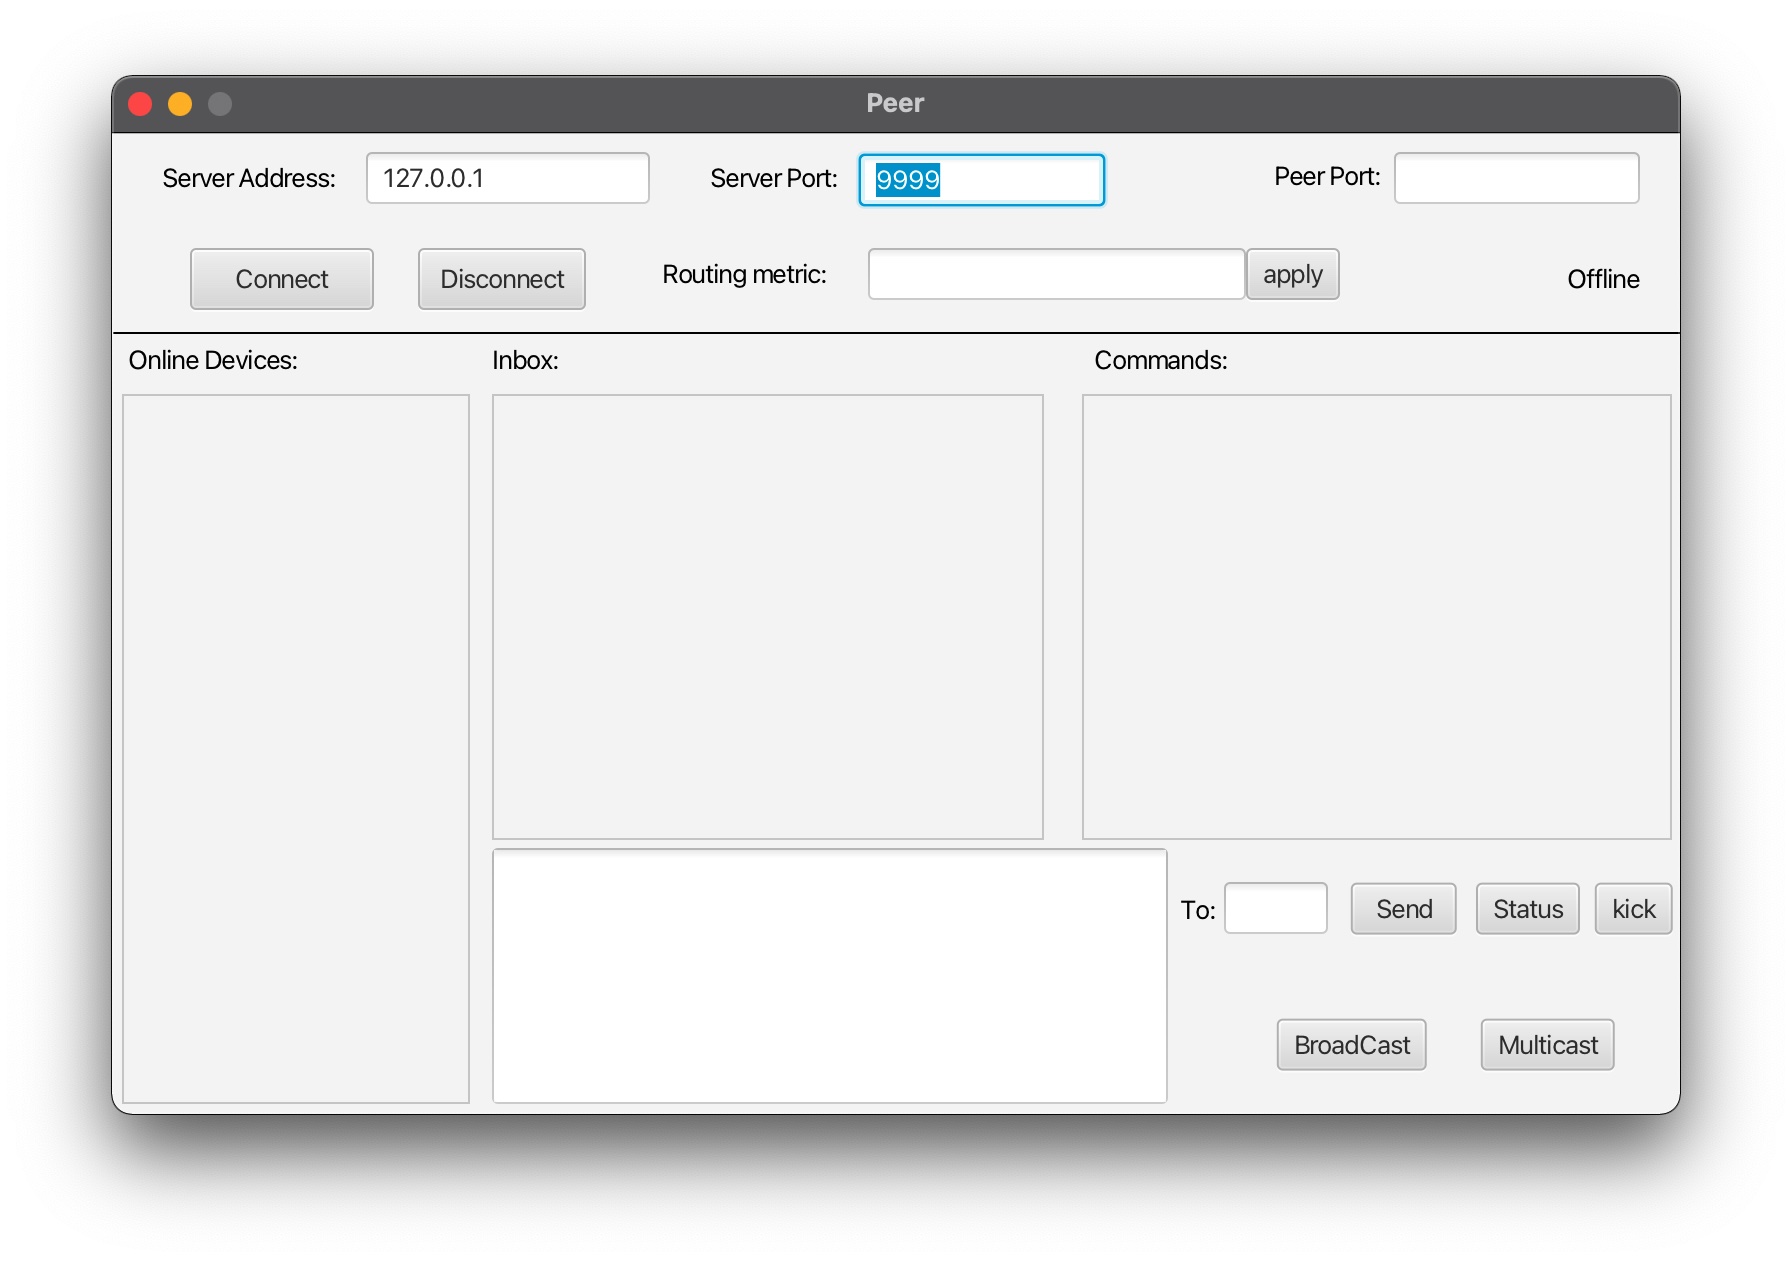 Peer
Server Address: 127.0.0.1 Server Port: 9999 Peer Port:
Connect Disconnect Routing metric: apply Offline
Online Devices: Inbox: Commands:
To: Send Status kick
BroadCast Multicast